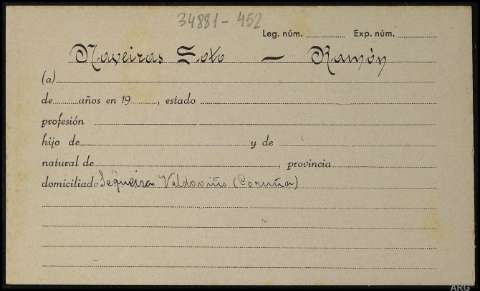 34881-452
Leg. núm. Exp. núm.
Naveiras Soto — Ramón
(a)
de años en 19 , estado
profesión
hijo de y de
natural de , provincia
domiciliado Sequeiro Valdoviño (Coruña)
ARG